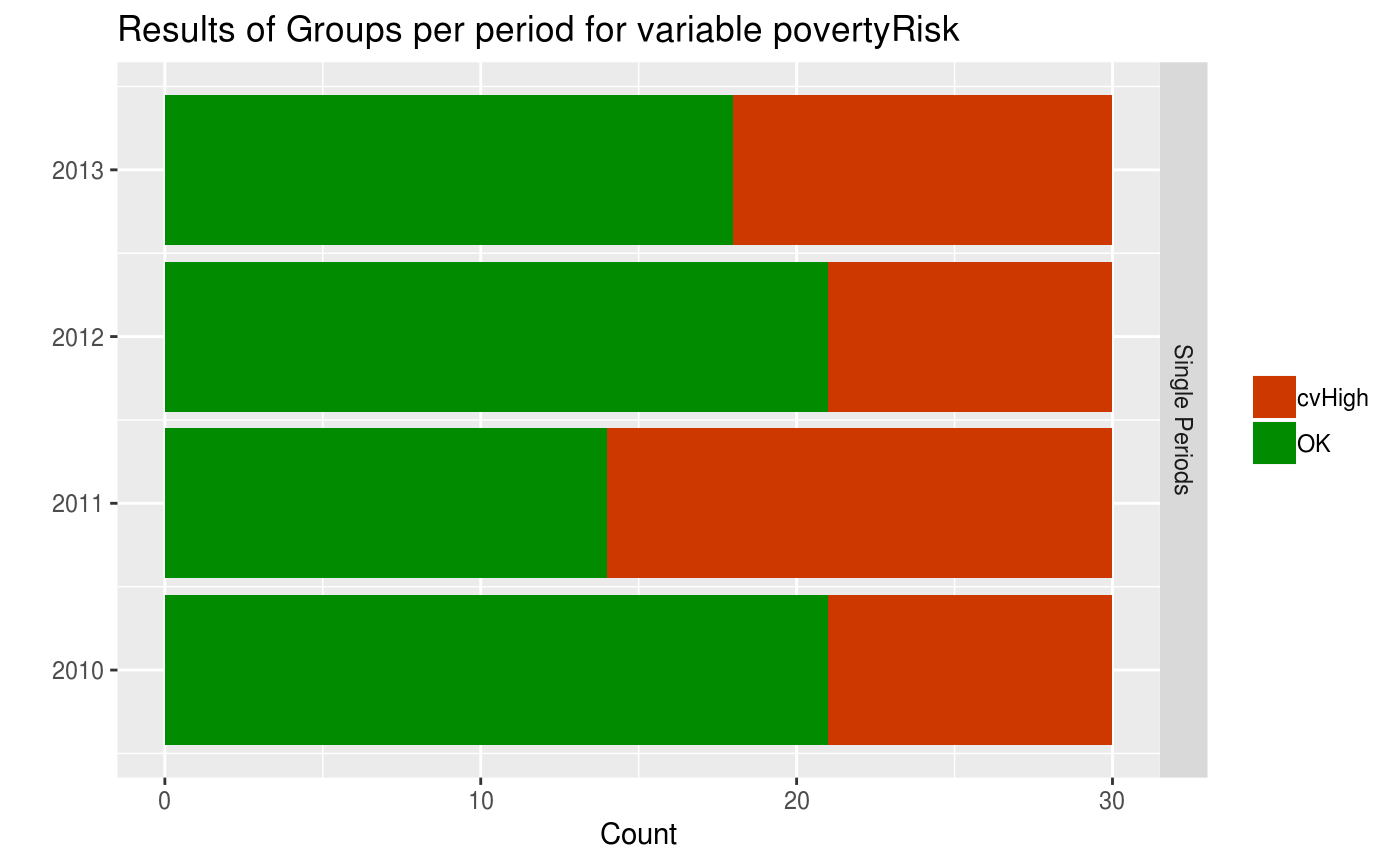 Results of Groups per period for variable povertyRisk
2013
2012
2011
2010
0 10 20 30
Count
Single Periods
cvHigh
OK